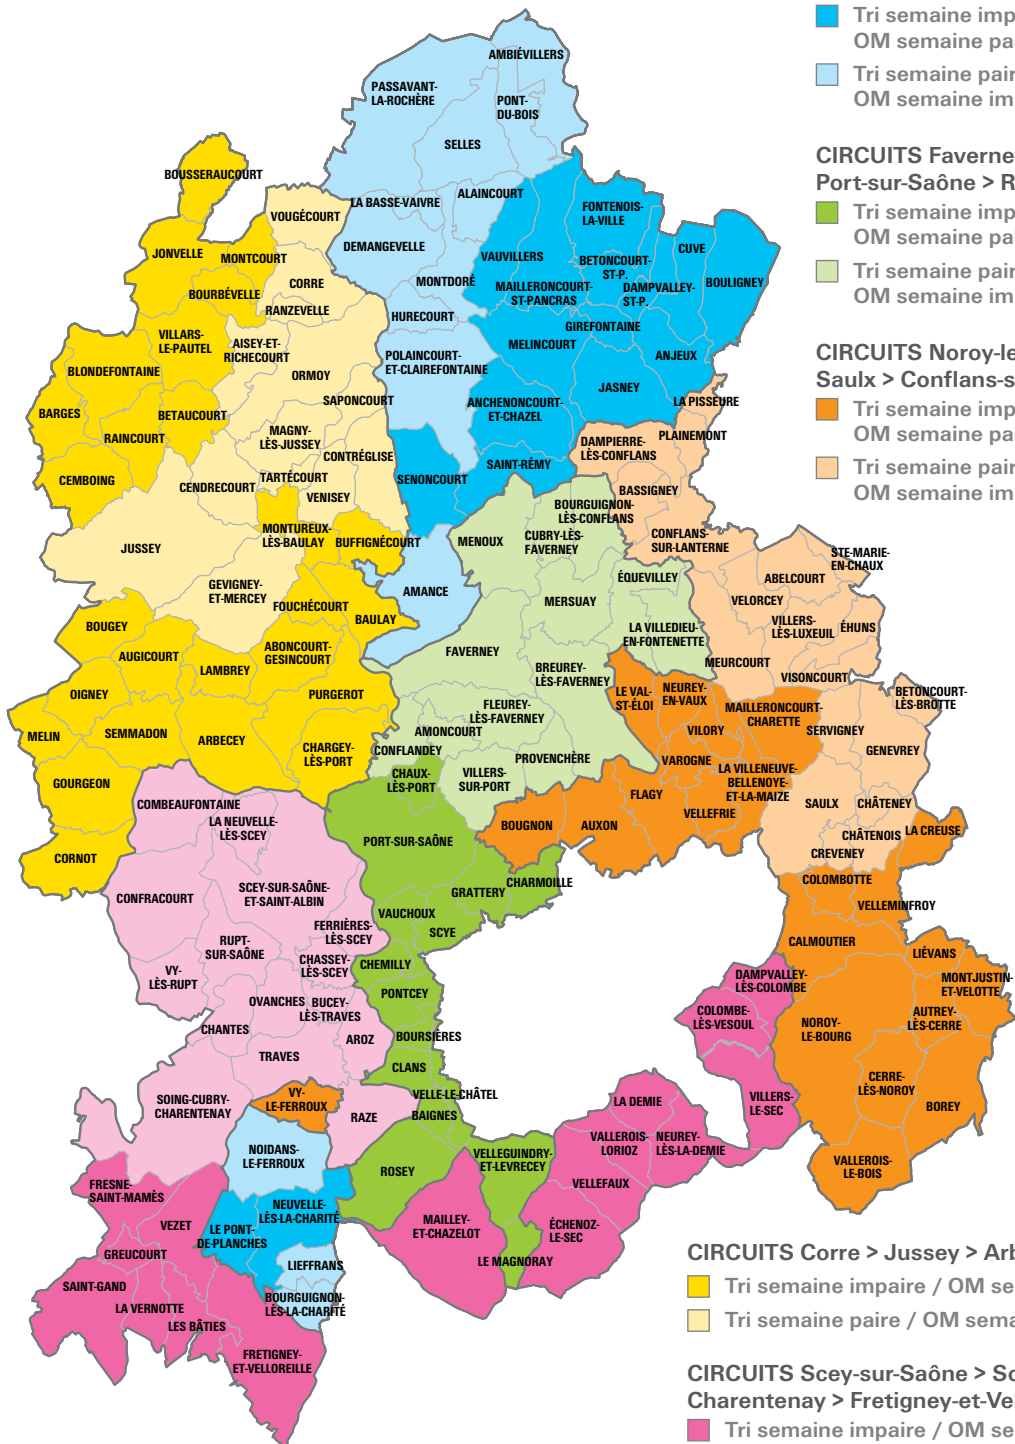 Tri semaine imp
OM semaine pai
Tri semaine pair
OM semaine im
CIRCUITS Faverne
Port-sur-Saône > R
Tri semaine imp
OM semaine pai
Tri semaine pair
OM semaine im
CIRCUITS Noroy-le
Saulx > Conflans-s
Tri semaine imp
OM semaine pa
Tri semaine pair
OM semaine im
AMBIÉVILLERS
PASSAVANT-
LA-ROCHÈRE
PONT-
DU-BOIS
SELLES
BOUSSERAUCOURT
LA BASSE-VAIVRE
ALAINCOURT
VOUGÉCOURT
FONTENOIS-
LA-VILLE
DEMANGEVELLE
JONVELLE
MONTCOURT
VAUVILLERS
BETONCOURT-
ST-P.
CUVE
CORRE
MONTDORÉ
BOURBÉVELLE
MAILLERONCOURT-
ST-PANCRAS
DAMPVALLEY-
ST-P.
BOULIGNEY
RANZEVELLE
HURECOURT
GIREFONTAINE
VILLARS-
LE-PAUTEL
AISEY-ET-
RICHECOURT
MELINCOURT
POLAINCOURT-
ET-CLAIREFONTAINE
ANJEUX
BLONDEFONTAINE
ORMOY
JASNEY
SAPONCOURT
ANCHENONCOURT-
ET-CHAZEL
LA PISSEURE
BARGES
BETAUCOURT
MAGNY-
LÈS-JUSSEY
RAINCOURT
CONTRÉGLISE
DAMPIERRE-
LÈS-CONFLANS
PLAINEMONT
SAINT-RÉMY
CEMBOING
CENDRECOURT
TARTÉCOURT
SENONCOURT
VENISEY
BASSIGNEY
BOURGUIGNON-
LÈS-CONFLANS
MONTUREUX-
LÈS-BAULAY
BUFFIGNÉCOURT
MENOUX
CUBRY-LÈS-
FAVERNEY
CONFLANS-
SUR-LANTERNE
JUSSEY
STE-MARIE-
EN-CHAUX
GEVIGNEY-
ET-MERCEY
AMANCE
ÉQUEVILLEY
ABELCOURT
FOUCHÉCOURT
MERSUAY
VELORCEY
BOUGEY
BAULAY
LA VILLEDIEU-
EN-FONTENETTE
VILLERS-
LÈS-LUXEUIL
ÉHUNS
AUGICOURT
ABONCOURT-
GESINCOURT
FAVERNEY
LAMBREY
BREUREY-
LÈS-FAVERNEY
MEURCOURT
VISONCOURT
OIGNEY
PURGEROT
LE VAL-
ST-ÉLOI
NEUREY-
EN-VAUX
BETONCOURT-
LÈS-BROTTE
FLEUREY-
LÈS-FAVERNEY
MAILLERONCOURT-
CHARETTE
MELIN
SEMMADON
ARBECEY
AMONCOURT
VILORY
SERVIGNEY
CHARGEY-
LÈS-PORT
CONFLANDEY
GENEVREY
PROVENCHÈRE
VAROGNE
GOURGEON
CHAUX-
LÈS-PORT
VILLERS-
SUR-PORT
LA VILLENEUVE-
BELLENOYE-
ET-LA-MAIZE
COMBEAUFONTAINE
FLAGY
SAULX
CHÂTENEY
LA NEUVELLE-
LÈS-SCEY
VELLEFRIE
BOUGNON
AUXON
CHÂTENOIS
LA CREUSE
PORT-SUR-SAÔNE
CORNOT
CREVENEY
COLOMBOTTE
CONFRACOURT
SCEY-SUR-SAÔNE
ET-SAINT-ALBIN
GRATTERY
CHARMOILLE
VELLEMINFROY
VAUCHOUX
FERRIÈRES-
LÈS-SCEY
SCYE
RUPT-
SUR-SAÔNE
CALMOUTIER
LIÉVANS
CHASSEY-
LÈS-SCEY
CHEMILLY
VY-
LÈS-RUPT
DAMPVALLEY-
LÈS-COLOMBE
MONTJUSTIN-
ET-VELOTTE
PONTCEY
OVANCHES
BUCEY-
LÈS-TRAVES
COLOMBE-
LÈS-VESOUL
AUTREY-
LÈS-CERRE
CHANTES
NOROY-
LE-BOURG
BOURSIÈRES
AROZ
TRAVES
CLANS
CERRE-
LÈS-NOROY
SOING-CUBRY-
CHARENTENAY
VY-
LE-FERROUX
VELLE-LE-CHÂTEL
VILLERS-
LE-SEC
LA DEMIE
BOREY
RAZE
BAIGNES
NOIDANS-
LE-FERROUX
VELLEGUINDRY-
ET-LEVRECEY
VALLEROIS-
LORIOZ
NEUREY-
LÈS-LA-DEMIE
ROSEY
VALLEROIS-
LE-BOIS
FRESNE-
SAINT-MAMÈS
VELLEFAUX
NEUVELLE-
LÈS-LA-CHARITÉ
VEZET
LE PONT-
DE-PLANCHES
MAILLEY-
ET-CHAZELOT
ÉCHENOZ-
LE-SEC
GREUCOURT
LIEFFRANS
LE MAGNORAY
SAINT-GAND
BOURGUIGNON-
LÈS-LA-CHARITÉ
LA VERNOTTE
LES BÂTIES
FRETIGNEY-
ET-VELLOREILLE
CIRCUITS Corre > Jussey > Arb
Tri semaine impaire / OM se
Tri semaine paire / OM sema
CIRCUITS Scey-sur-Saône > So
Charentenay > Fretigney-et-Ve
Tri semaine impaire / OM se